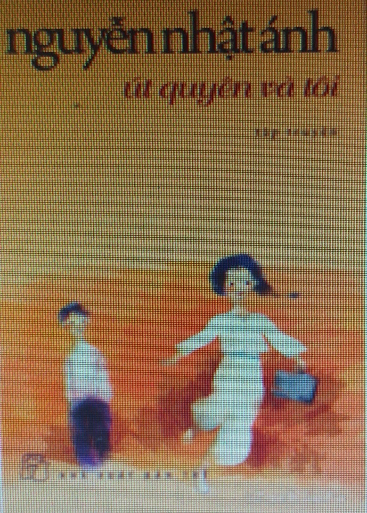 nguyễn nhật ánh
út quyên và tôi
tập truyện
NHÀ XUẤT BẢN TRẺ